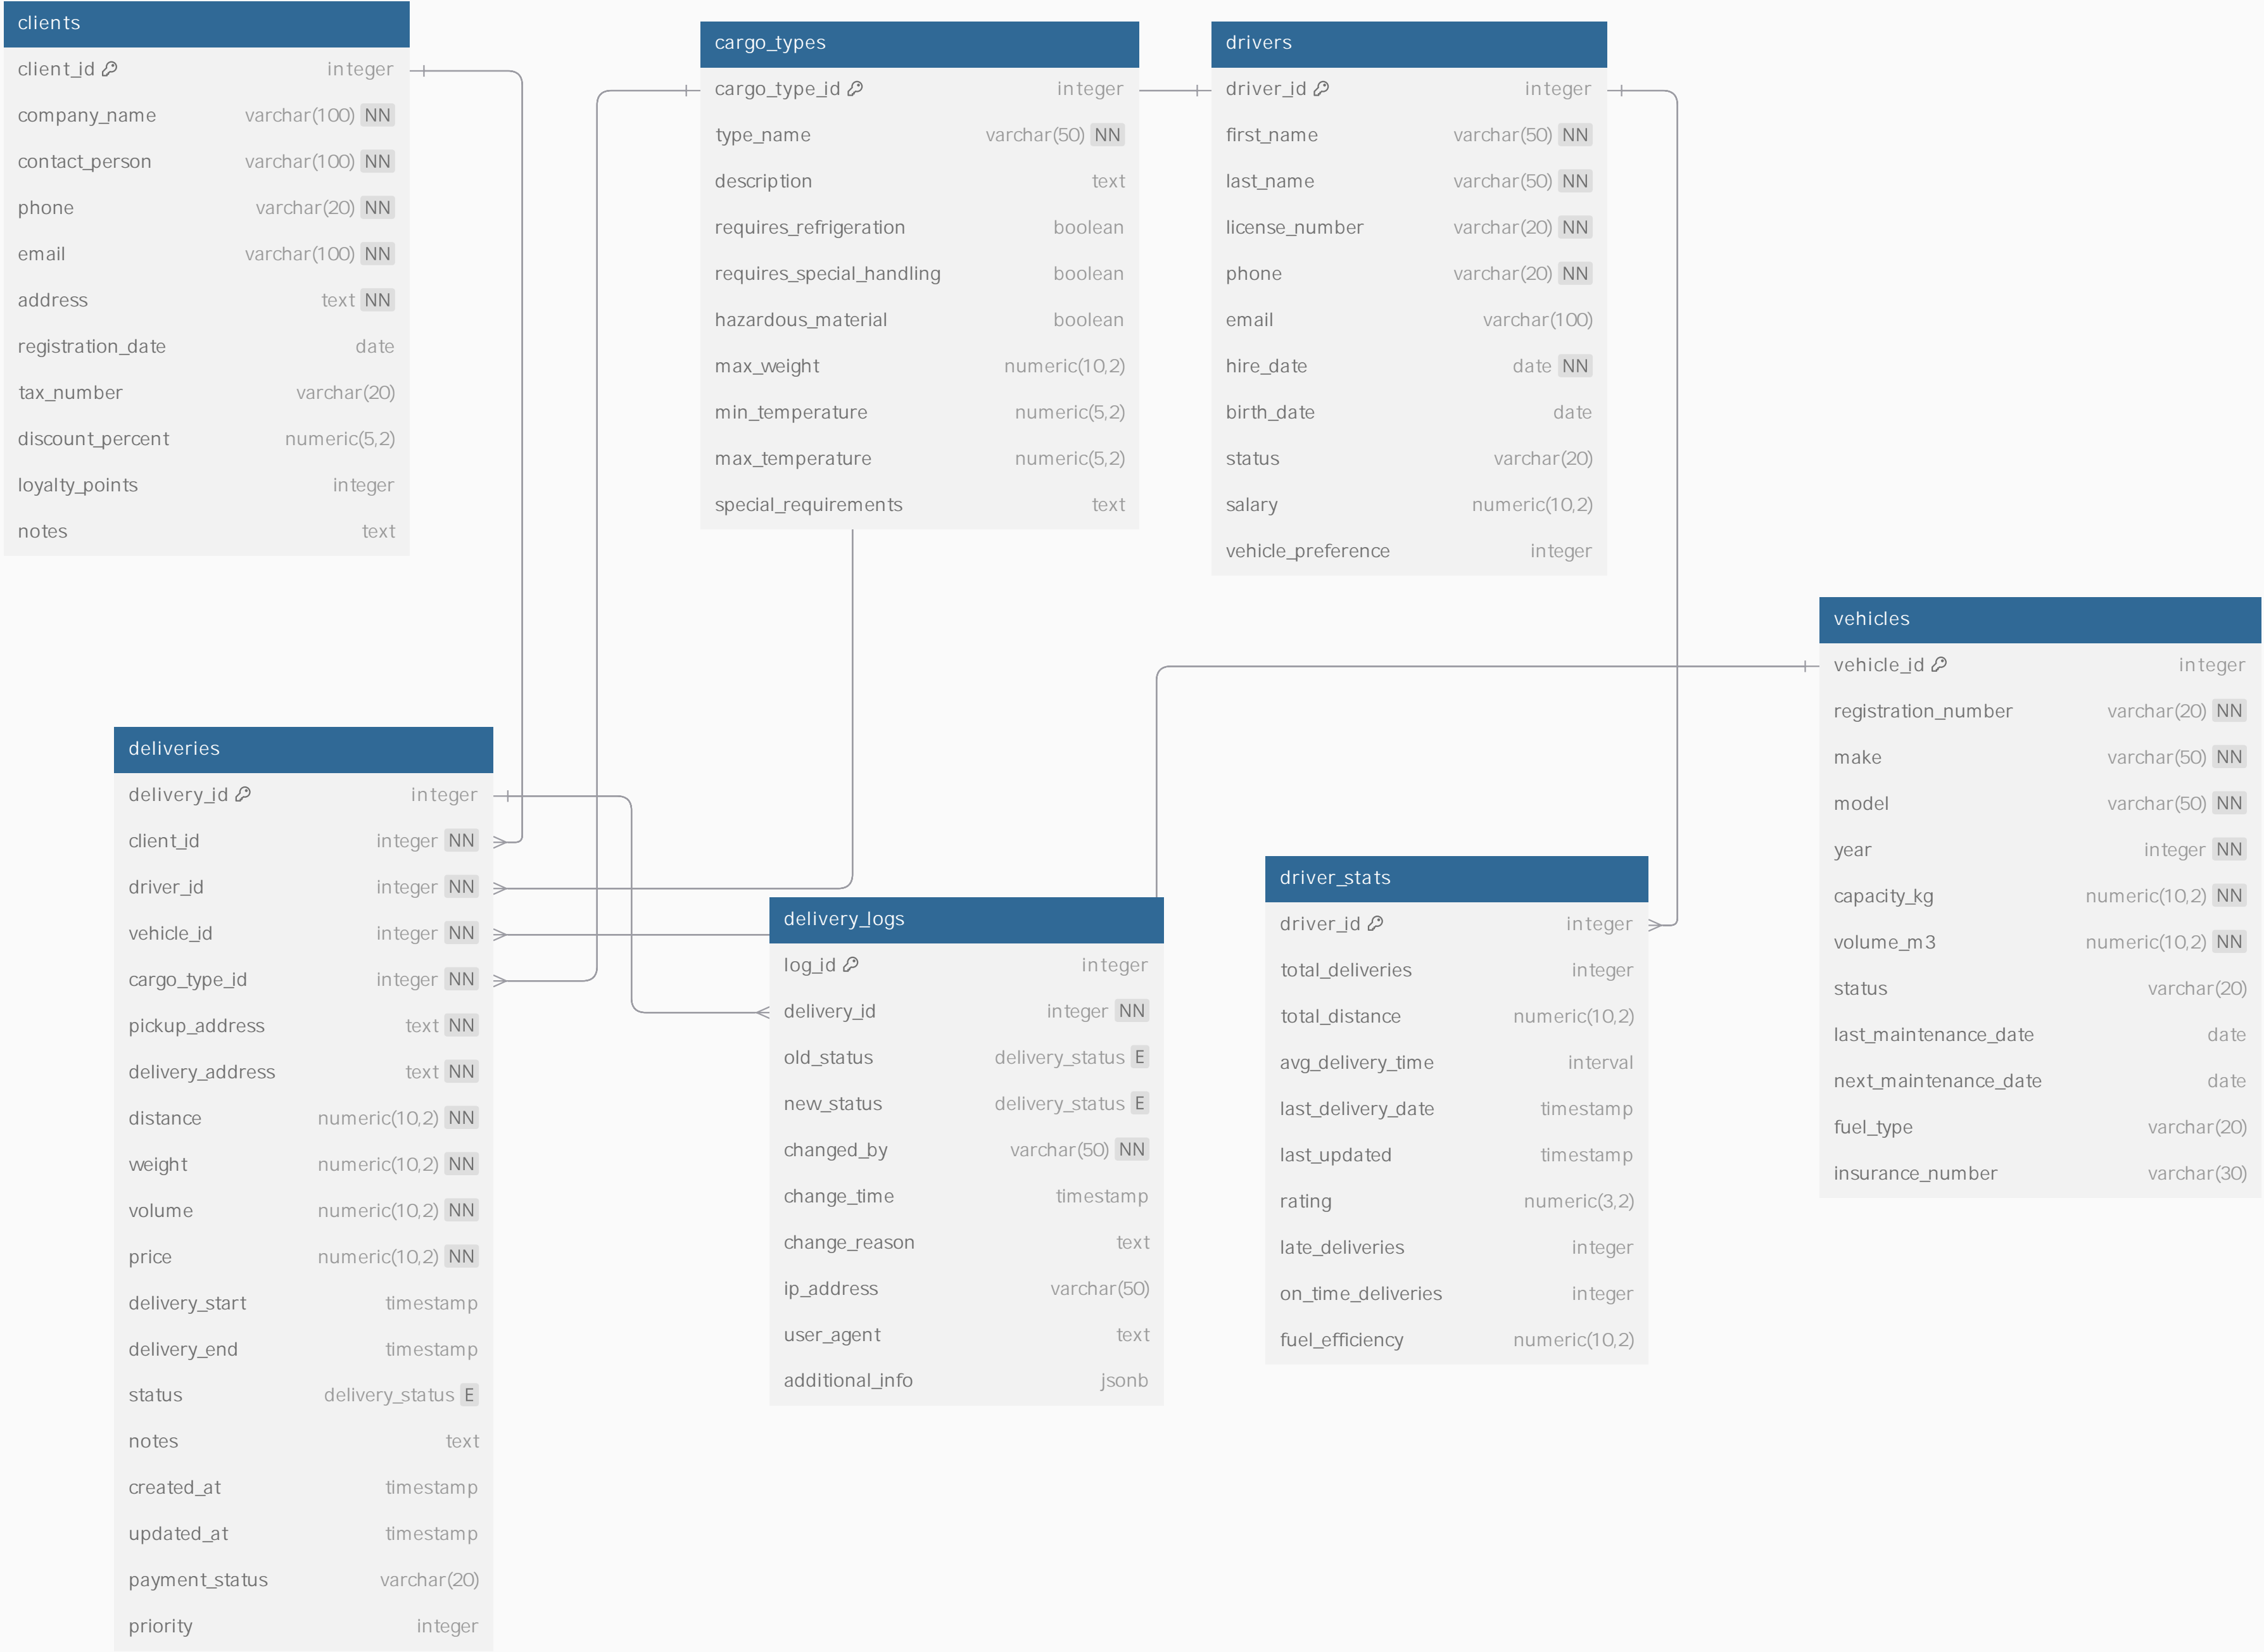 clients
client_id integer
company_name varchar(100) NN
contact_person varchar(100) NN
phone varchar(20) NN
email varchar(100) NN
address text NN
registration_date date
tax_number varchar(20)
discount_percent numeric(5,2)
loyalty_points integer
notes text
cargo_types
cargo_type_id integer
type_name varchar(50) NN
description text
requires_refrigeration boolean
requires_special_handling boolean
hazardous_material boolean
max_weight numeric(10,2)
min_temperature numeric(5,2)
max_temperature numeric(5,2)
special_requirements text
drivers
driver_id integer
first_name varchar(50) NN
last_name varchar(50) NN
license_number varchar(20) NN
phone varchar(20) NN
email varchar(100)
hire_date date NN
birth_date date
status varchar(20)
salary numeric(10,2)
vehicle_preference integer
vehicles
vehicle_id integer
registration_number varchar(20) NN
make varchar(50) NN
model varchar(50) NN
year integer NN
capacity_kg numeric(10,2) NN
volume_m3 numeric(10,2) NN
status varchar(20)
last_maintenance_date date
next_maintenance_date date
fuel_type varchar(20)
insurance_number varchar(30)
deliveries
delivery_id integer
client_id integer NN
driver_id integer NN
vehicle_id integer NN
cargo_type_id integer NN
pickup_address text NN
delivery_address text NN
distance numeric(10,2) NN
weight numeric(10,2) NN
volume numeric(10,2) NN
price numeric(10,2) NN
delivery_start timestamp
delivery_end timestamp
status delivery_status E
notes text
created_at timestamp
updated_at timestamp
payment_status varchar(20)
priority integer
delivery_logs
log_id integer
delivery_id integer NN
old_status delivery_status E
new_status delivery_status E
changed_by varchar(50) NN
change_time timestamp
change_reason text
ip_address varchar(50)
user_agent text
additional_info jsonb
driver_stats
driver_id integer
total_deliveries integer
total_distance numeric(10,2)
avg_delivery_time interval
last_delivery_date timestamp
last_updated timestamp
rating numeric(3,2)
late_deliveries integer
on_time_deliveries integer
fuel_efficiency numeric(10,2)